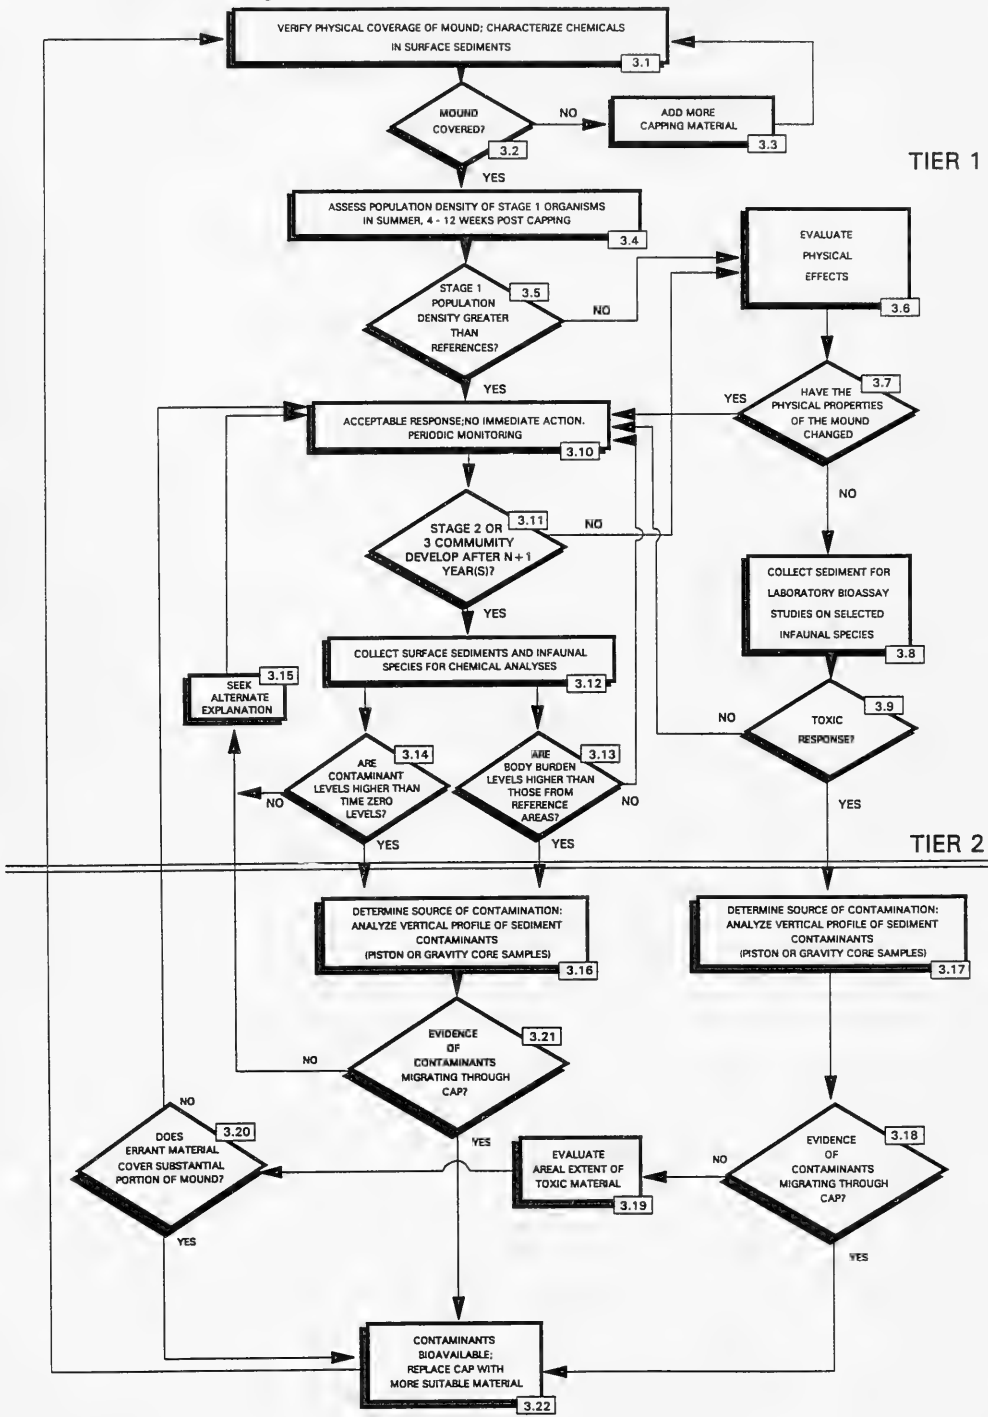 VERIFY PHYSICAL COVERAGE OF MOUND; CHARACTERIZE CHEMICALS
IN SURFACE SEDIMENTS
3.1
MOUND
COVERED?
3.2
NO
ADD MORE
CAPPING MATERIAL
3.3
TIER 1
YES
ASSESS POPULATION DENSITY OF STAGE 1 ORGANISMS
IN SUMMER, 4 - 12 WEEKS POST CAPPING
3.4
EVALUATE
PHYSICAL
EFFECTS
3.6
STAGE 1
POPULATION
DENSITY GREATER
THAN
REFERENCES?
3.5
NO
YES
HAVE THE
PHYSICAL PROPERTIES
OF THE MOUND
CHANGED
3.7
YES
NO
ACCEPTABLE RESPONSE;NO IMMEDIATE ACTION.
PERIODIC MONITORING
3.10
STAGE 2 OR
3 COMMUMITY
DEVELOP AFTER N + 1
YEAR(S)?
3.11
NO
YES
COLLECT SEDIMENT FOR
LABORATORY BIOASSAY
STUDIES ON SELECTED
INFAUNAL SPECIES
3.8
COLLECT SURFACE SEDIMENTS AND INFAUNAL
SPECIES FOR CHEMICAL ANALYSES
3.12
3.15
SEEK
ALTERNATE
EXPLANATION
TOXIC
RESPONSE?
3.9
NO
YES
ARE
CONTAMINANT
LEVELS HIGHER THAN
TIME ZERO
LEVELS?
3.14
NO
YES
ARE
BODY BURDEN
LEVELS HIGHER THAN
THOSE FROM
REFERENCE
AREAS?
3.13
NO
YES
TIER 2
DETERMINE SOURCE OF CONTAMINATION:
ANALYZE VERTICAL PROFILE OF SEDIMENT
CONTAMINANTS
(PISTON OR GRAVITY CORE SAMPLES)
3.16
DETERMINE SOURCE OF CONTAMINATION:
ANALYZE VERTICAL PROFILE OF SEDIMENT
CONTAMINANTS
(PISTON OR GRAVITY CORE SAMPLES)
3.17
EVIDENCE
OF
CONTAMINANTS
MIGRATING THROUGH
CAP?
3.21
NO
YES
NO
DOES
ERRANT MATERIAL
COVER SUBSTANTIAL
PORTION OF MOUND?
3.20
YES
EVALUATE
AREAL EXTENT OF
TOXIC MATERIAL
3.19
EVIDENCE
OF
CONTAMINANTS
MIGRATING THROUGH
CAP?
3.18
NO
YES
CONTAMINANTS
BIOAVAILABLE;
REPLACE CAP WITH
MORE SUITABLE MATERIAL
3.22